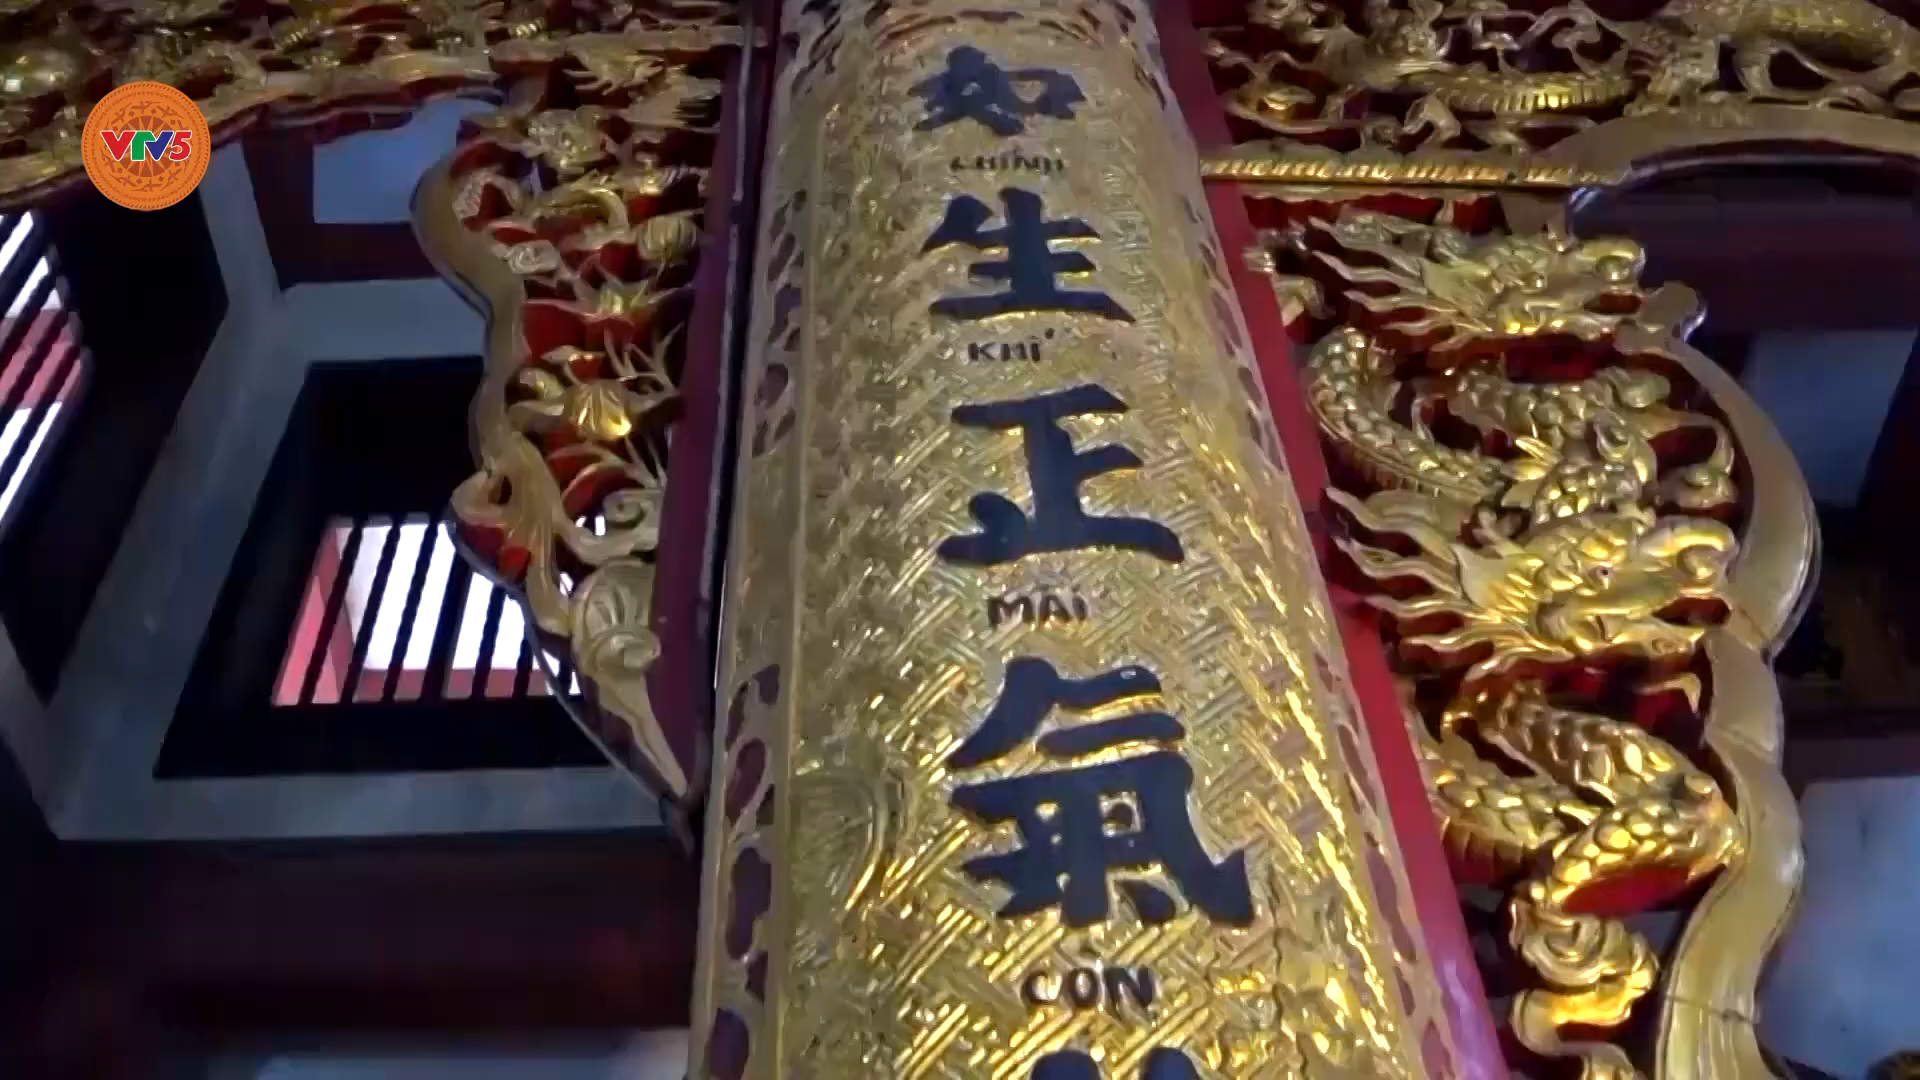 VTV5
如
CHÍNH
生
KHÍ
正
MÃI
氣
CÒN